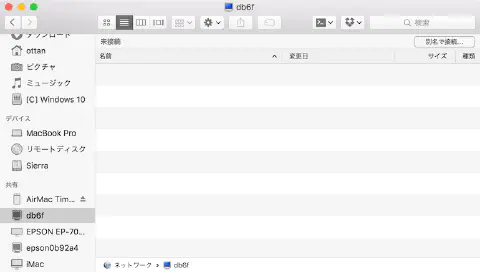 db6f
検索
未接続
別名で接続...
名前
変更日
サイズ
種類
ダウンロード
ottan
ピクチャ
ミュージック
[C] Windows 10
デバイス
MacBook Pro
リモートディスク
Sierra
共有
AirMac Tim...
db6f
EPSON EP-70...
epson0b92a4
iMac
ネットワーク › db6f